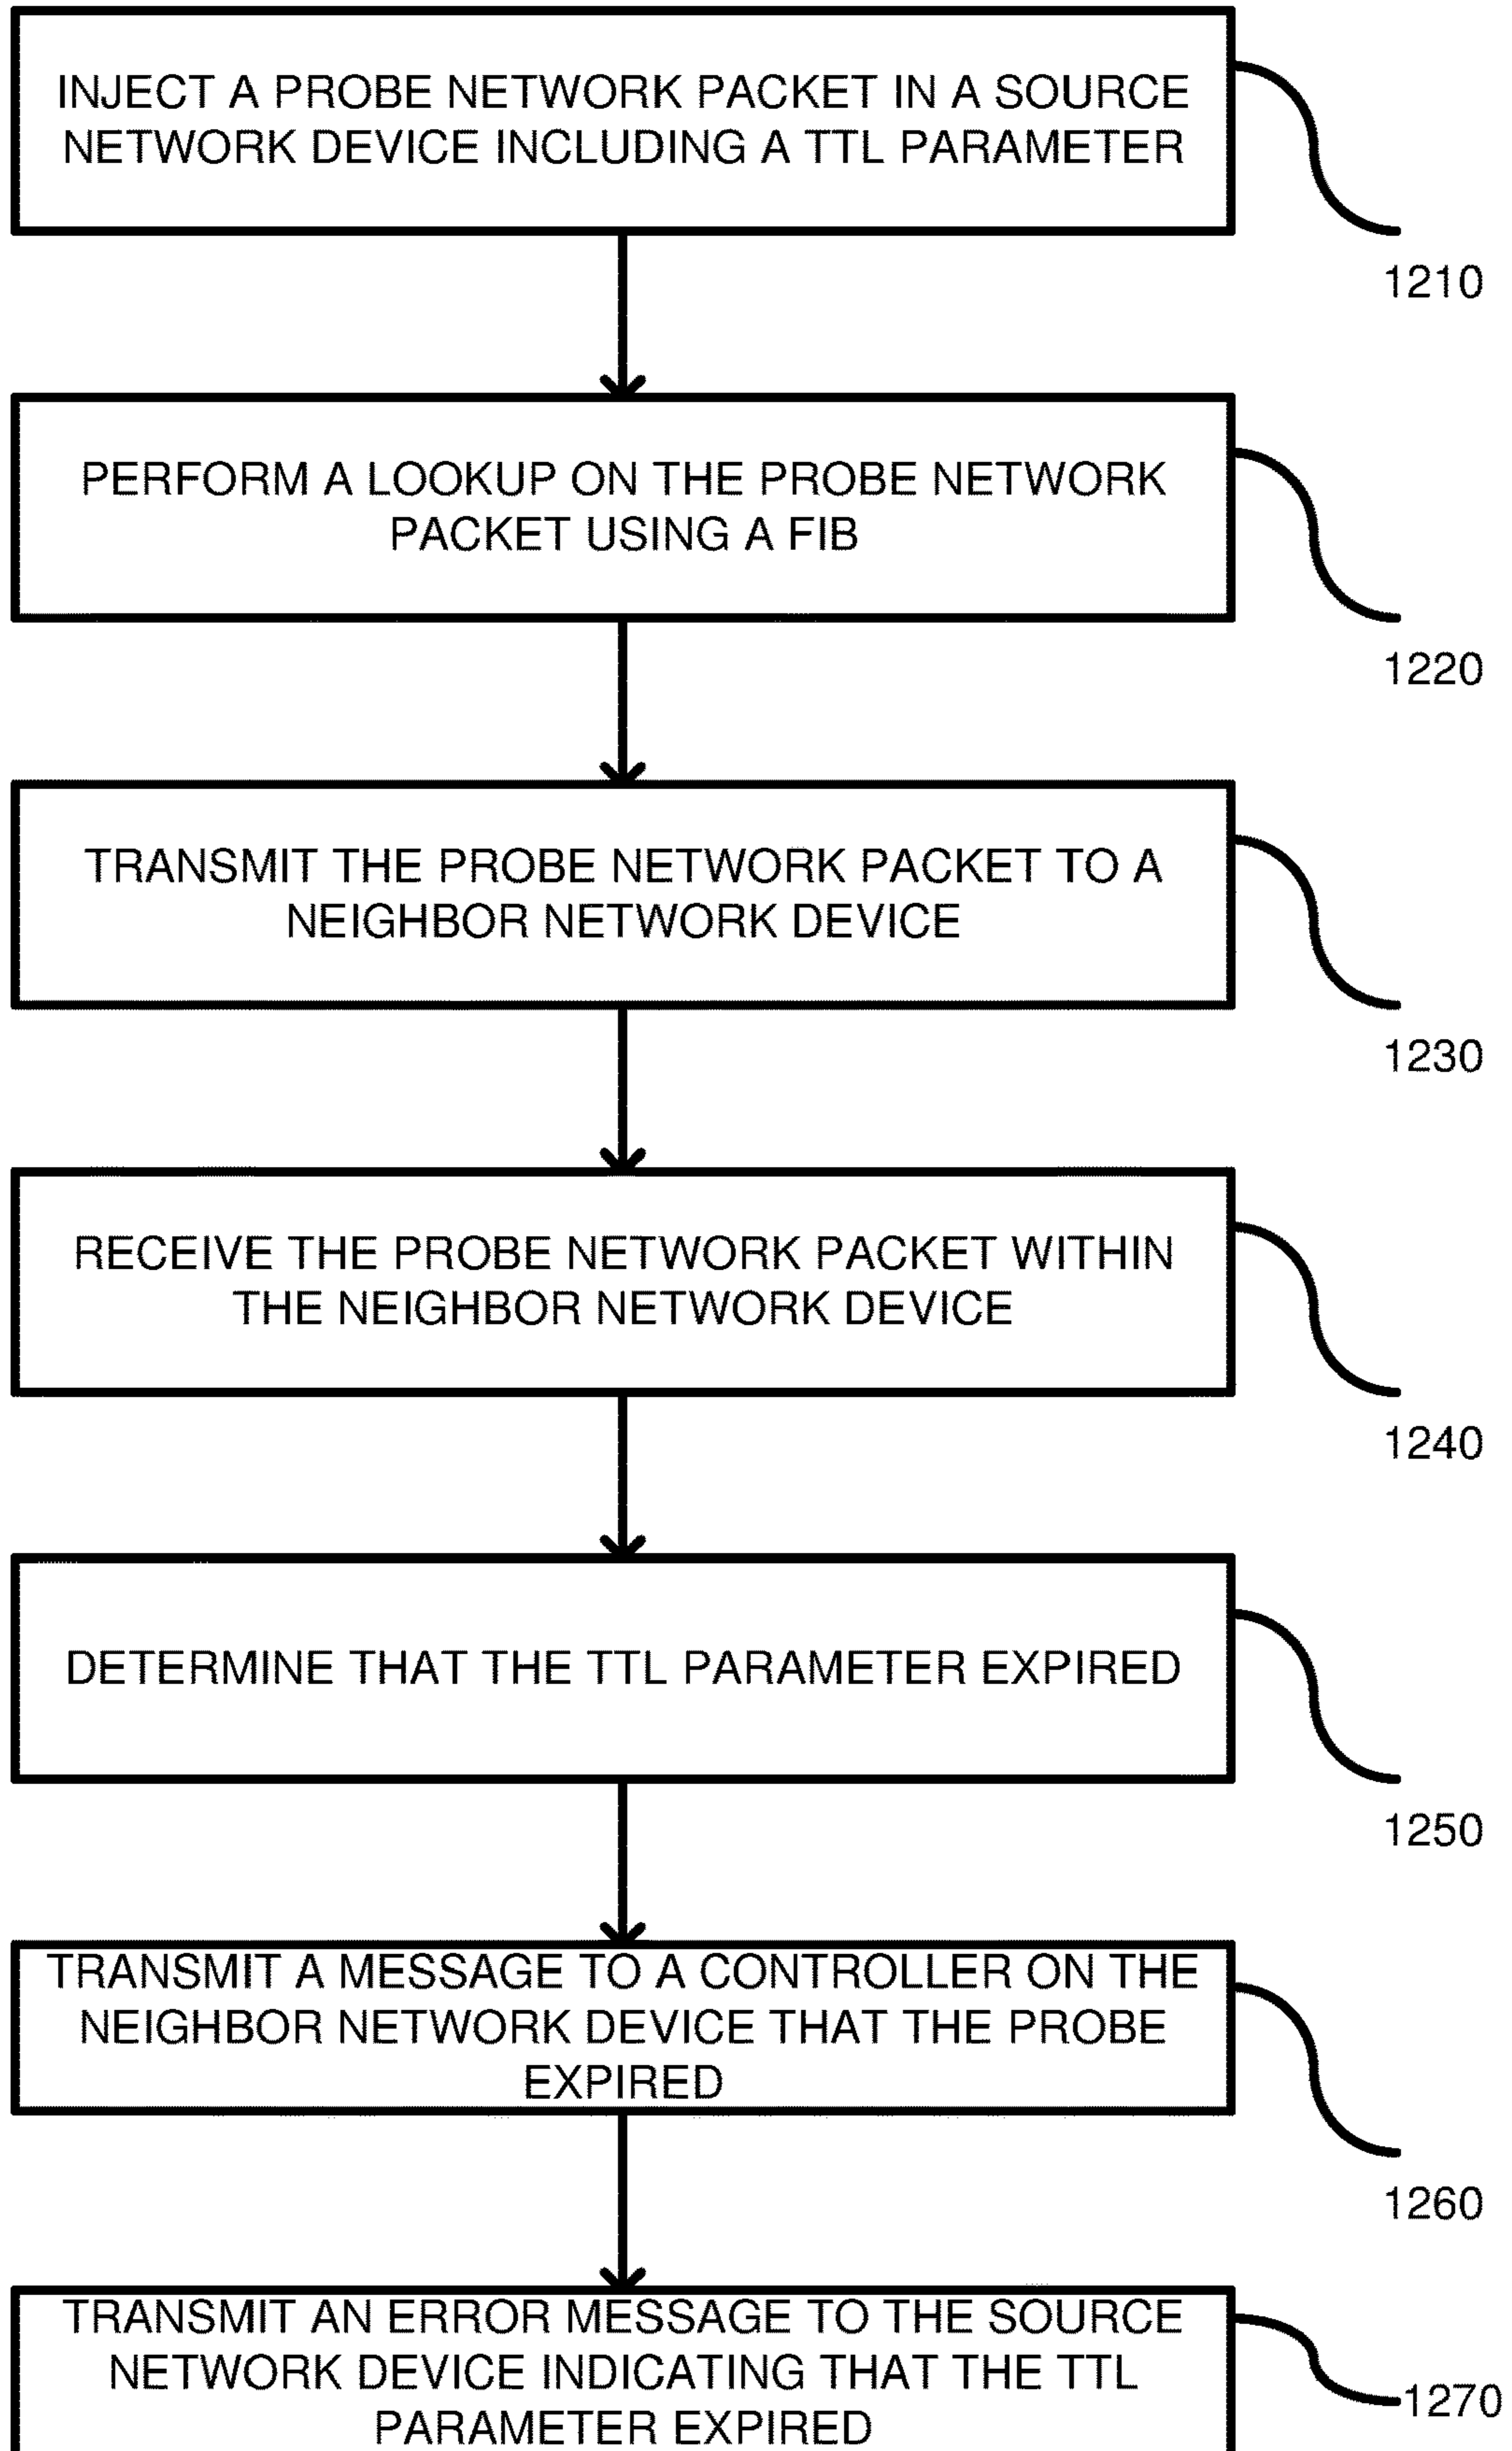 INJECT A PROBE NETWORK PACKET IN A SOURCE
NETWORK DEVICE INCLUDING A TTL PARAMETER
1210
PERFORM A LOOKUP ON THE PROBE NETWORK
PACKET USING A FIB
1220
TRANSMIT THE PROBE NETWORK PACKET TO A
NEIGHBOR NETWORK DEVICE
1230
RECEIVE THE PROBE NETWORK PACKET WITHIN
THE NEIGHBOR NETWORK DEVICE
1240
DETERMINE THAT THE TTL PARAMETER EXPIRED
1250
TRANSMIT A MESSAGE TO A CONTROLLER ON THE
NEIGHBOR NETWORK DEVICE THAT THE PROBE
EXPIRED
1260
TRANSMIT AN ERROR MESSAGE TO THE SOURCE
NETWORK DEVICE INDICATING THAT THE TTL
PARAMETER EXPIRED
1270